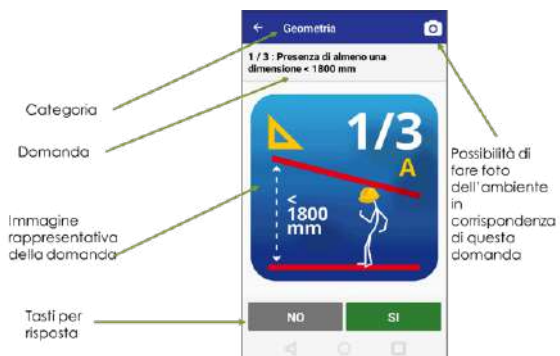 Geometria
1 / 3 : Presenza di almeno una
dimensione < 1800 mm
Categoria
Domanda
Immagine
rappresentativa
della domanda
Tasti per
risposta
1/3
A
<
1800
mm
NO
SI
Possibilità di
fare foto
dell'ambiente
in
corrispondenza
di questa
domanda